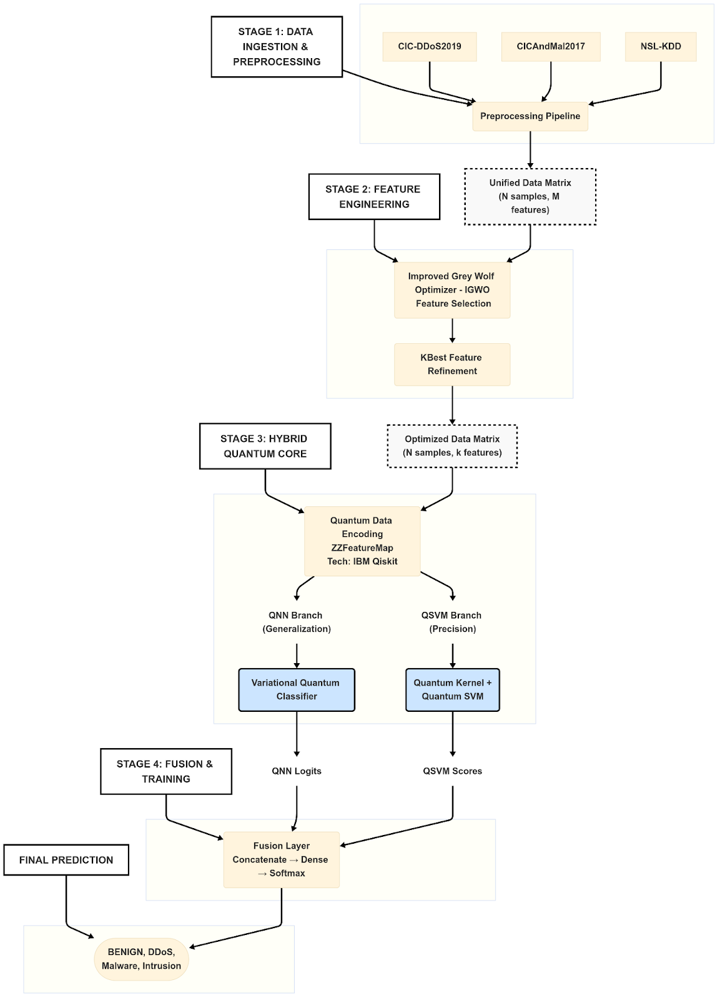 STAGE 1: DATA
INGESTION &
PREPROCESSING
CIC-DDoS2019
CICAndMal2017
NSL-KDD
Preprocessing Pipeline
STAGE 2: FEATURE
ENGINEERING
Unified Data Matrix
(N samples, M
features)
Improved Grey Wolf
Optimizer - IGWO
Feature Selection
KBest Feature
Refinement
STAGE 3: HYBRID
QUANTUM CORE
Optimized Data Matrix
(N samples, k features)
Quantum Data
Encoding
ZZFeatureMap
Tech: IBM Qiskit
QNN Branch
(Generalization)
QSVM Branch
(Precision)
Variational Quantum
Classifier
Quantum Kernel +
Quantum SVM
STAGE 4: FUSION &
TRAINING
QNN Logits
QSVM Scores
Fusion Layer
Concatenate → Dense
→ Softmax
FINAL PREDICTION
BENIGN, DDoS,
Malware, Intrusion